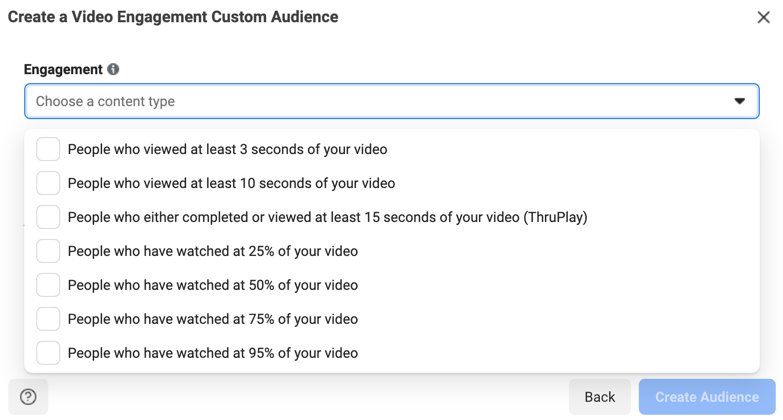 Create a Video Engagement Custom Audience
Engagement
Choose a content type
People who viewed at least 3 seconds of your video
People who viewed at least 10 seconds of your video
People who either completed or viewed at least 15 seconds of your video (ThruPlay)
People who have watched at 25% of your video
People who have watched at 50% of your video
People who have watched at 75% of your video
People who have watched at 95% of your video
Back
Create Audience